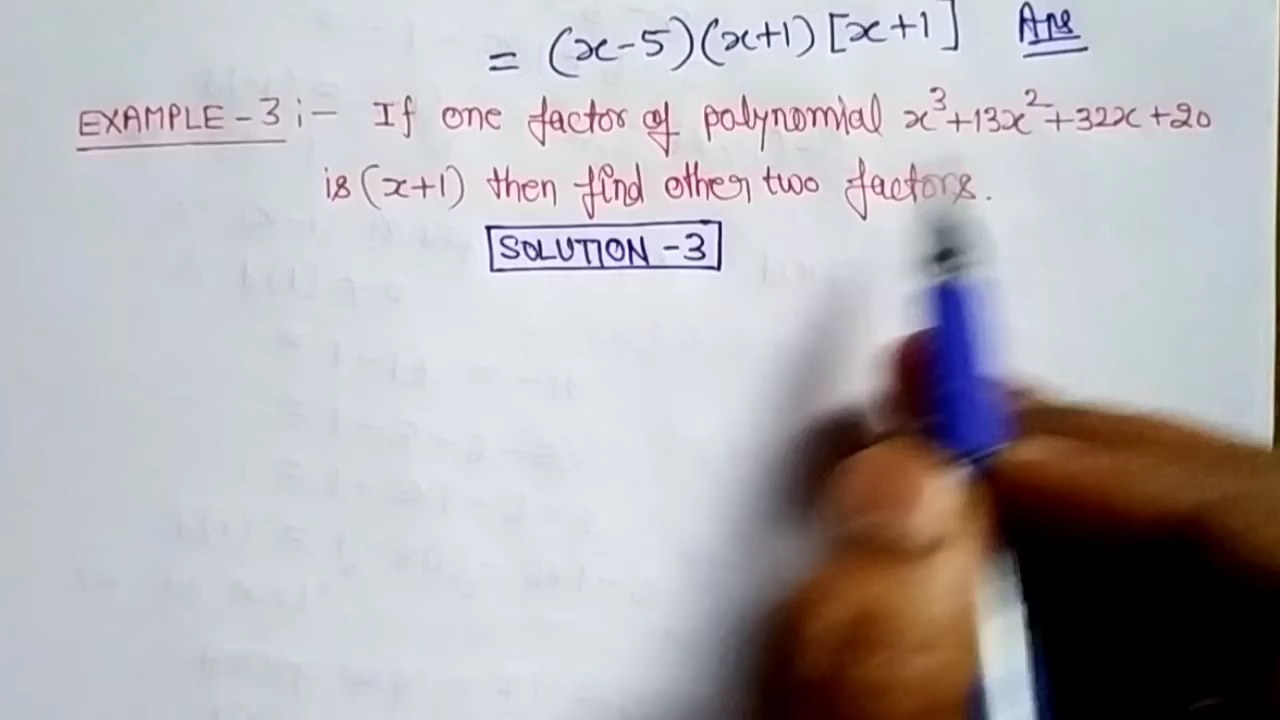 = (x-5)(x+1) [x+1] Ans
EXAMPLE-3:- If one factor of polynomial x³+13x²+32x+20
is (x+1) then find other two factors.
SOLUTION-3